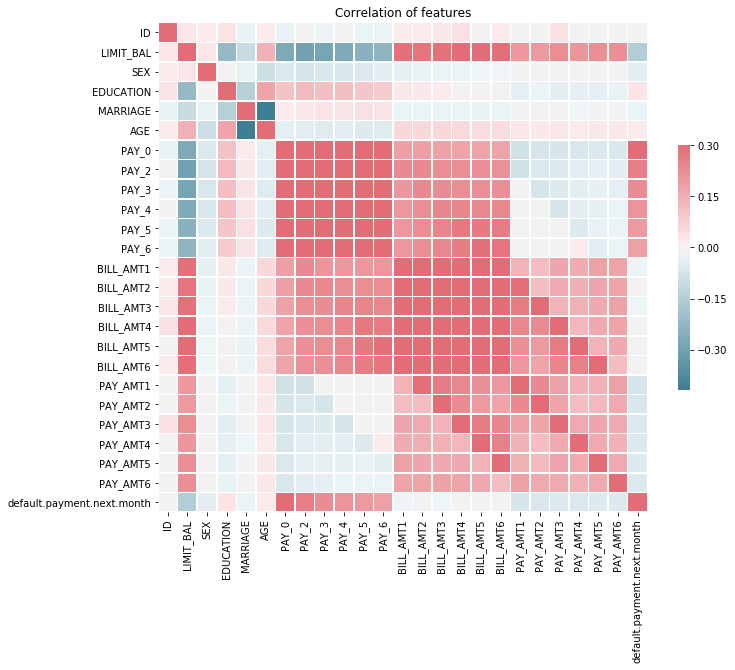 Correlation of features
ID
LIMIT_BAL
SEX
EDUCATION
MARRIAGE
AGE
PAY_0
PAY_2
PAY_3
PAY_4
PAY_5
PAY_6
BILL_AMT1
BILL_AMT2
BILL_AMT3
BILL_AMT4
BILL_AMT5
BILL_AMT6
PAY_AMT1
PAY_AMT2
PAY_AMT3
PAY_AMT4
PAY_AMT5
PAY_AMT6
default.payment.next.month
ID
LIMIT_BAL
SEX
EDUCATION
MARRIAGE
AGE
PAY_0
PAY_2
PAY_3
PAY_4
PAY_5
PAY_6
BILL_AMT1
BILL_AMT2
BILL_AMT3
BILL_AMT4
BILL_AMT5
BILL_AMT6
PAY_AMT1
PAY_AMT2
PAY_AMT3
PAY_AMT4
PAY_AMT5
PAY_AMT6
default.payment.next.month
0.30
0.15
0.00
−0.15
−0.30